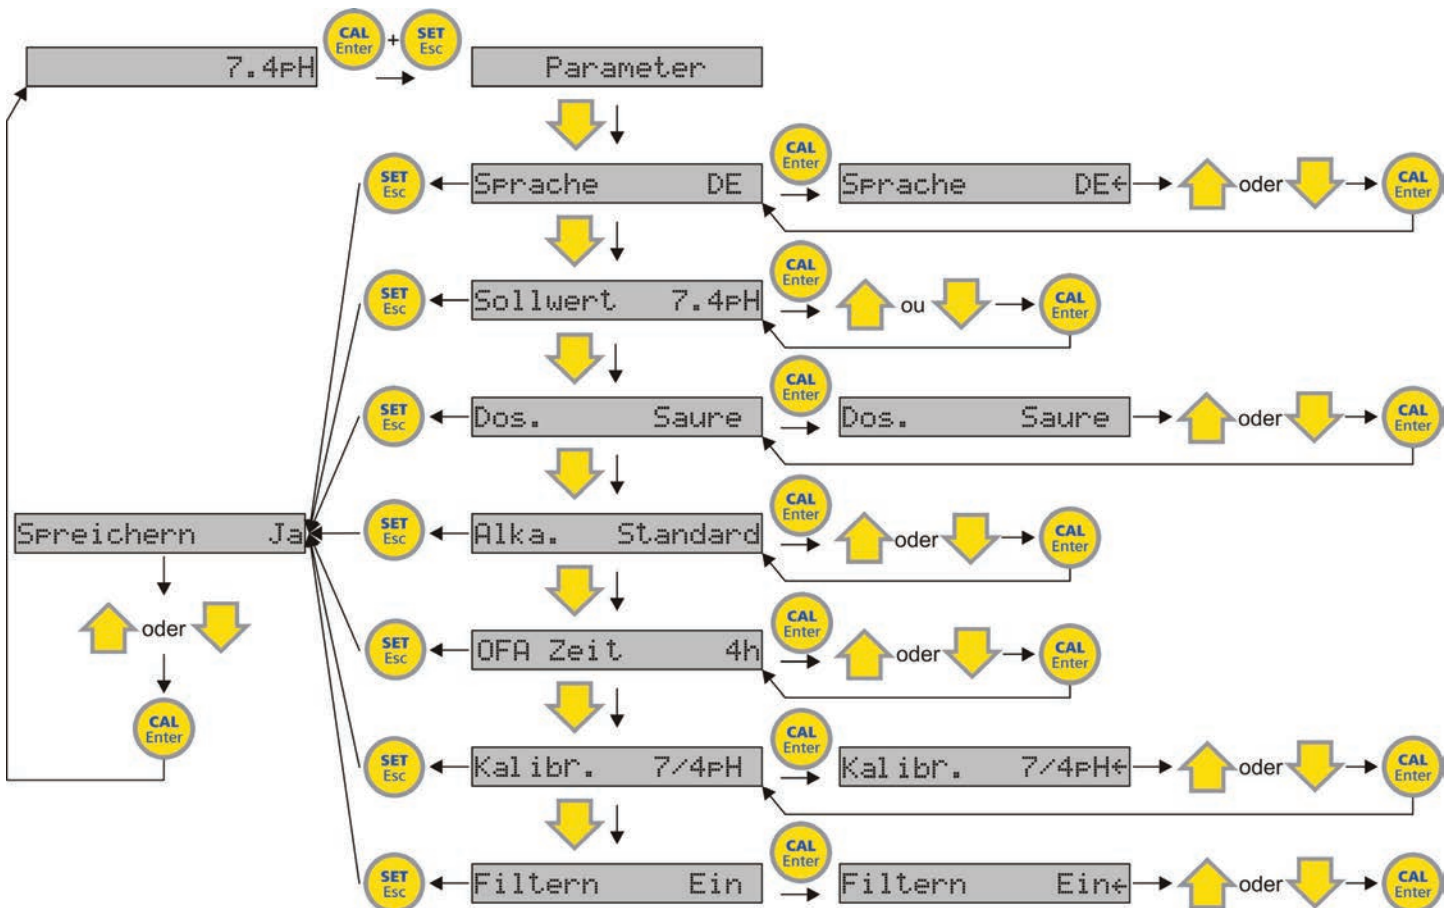 CAL Enter + SET Esc
7.4pH
Parameter
CAL Enter
SET Esc
Sprache DE
Sprache DE←
oder
CAL Enter
CAL Enter
SET Esc
Sollwert 7.4pH
ou
CAL Enter
CAL Enter
SET Esc
Dos. Saure
Dos. Saure
oder
CAL Enter
CAL Enter
Spreichern Ja
SET Esc
Alka. Standard
oder
CAL Enter
oder
CAL Enter
SET Esc
OFA Zeit 4h
oder
CAL Enter
CAL Enter
CAL Enter
SET Esc
Kalibr. 7/4pH
Kalibr. 7/4pH←
oder
CAL Enter
CAL Enter
SET Esc
Filtern Ein
Filtern Ein←
oder
CAL Enter